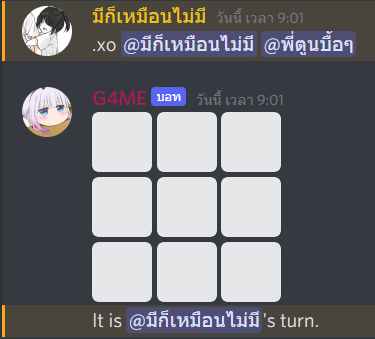 มีก็เหมือนไม่มี วันนี้ เวลา 9:01
.xo @มีก็เหมือนไม่มี @พี่ตูนบื้อๆ
G4ME บอท วันนี้ เวลา 9:01
It is @มีก็เหมือนไม่มี 's turn.